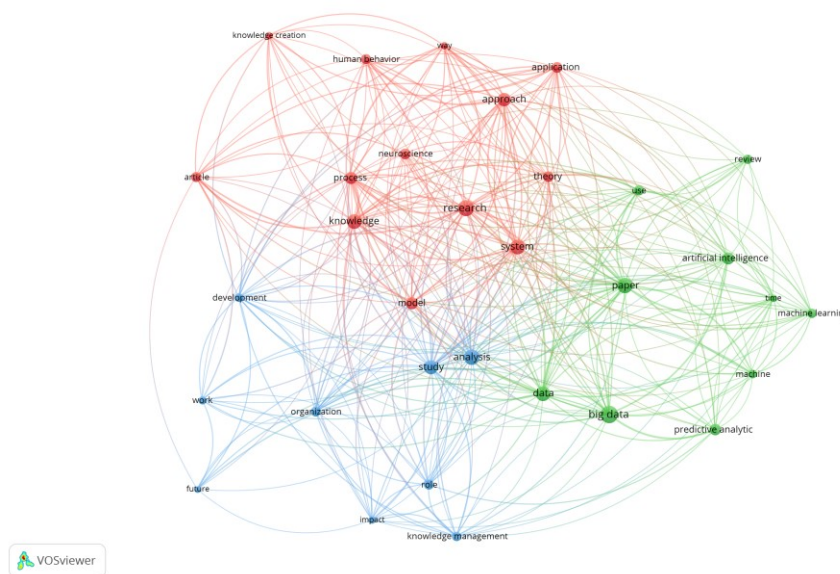 knowledge creation
way
human behavior
application
approach
neuroscience
review
article
process
theory
use
research
knowledge
system
artificial intelligence
paper
development
time
model
machine learnin
analysis
study
machine
data
work
organization
big data
predictive analytic
role
future
impact
knowledge management
VOSviewer